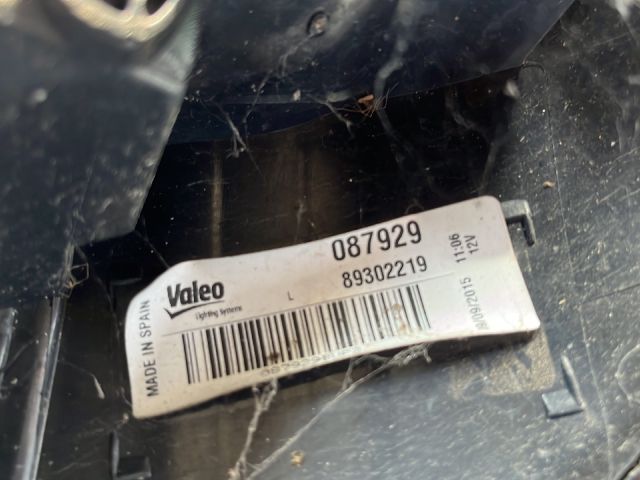 087929
89302219
Valeo
Lighting Systems
L
MADE IN SPAIN
/09/2015 11:06
12V